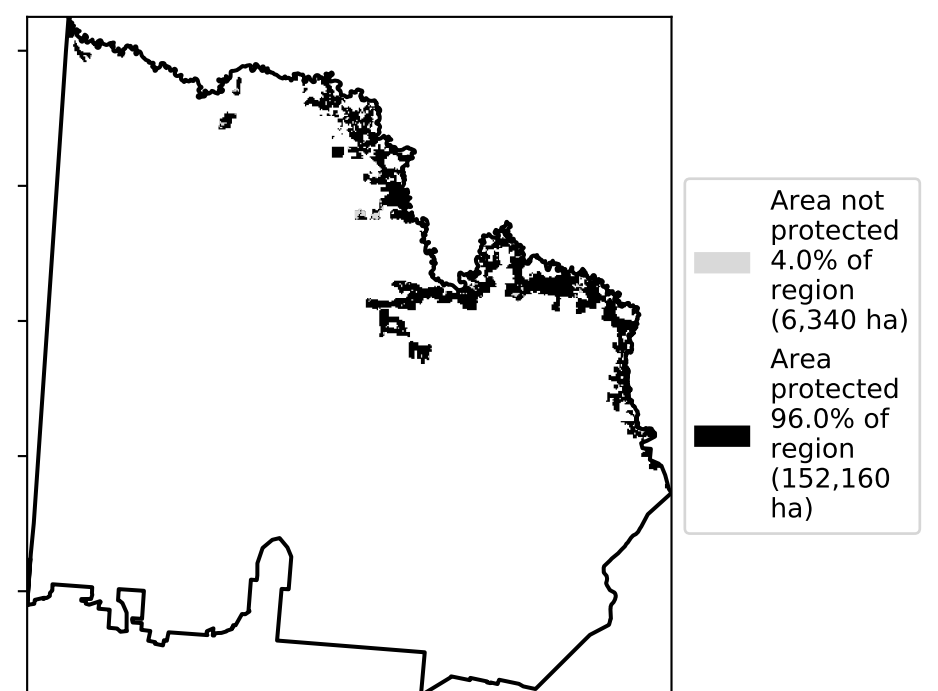 Area not
protected
4.0% of
region
(6,340 ha)
Area
protected
96.0% of
region
(152,160
ha)